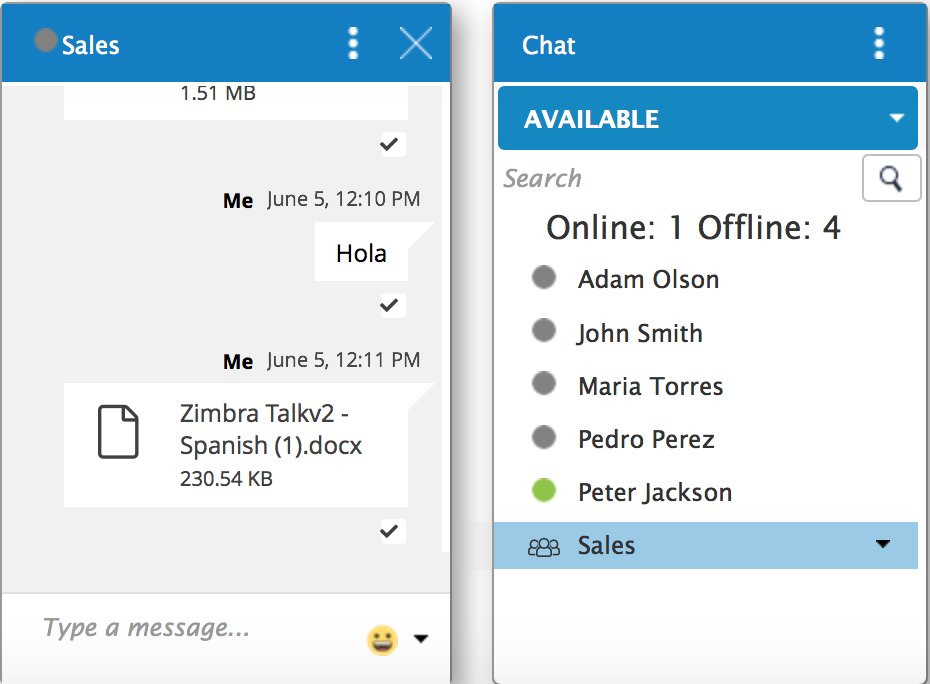 Sales
1.51 MB
Me June 5, 12:10 PM
Hola
Me June 5, 12:11 PM
Zimbra Talkv2 -
Spanish (1).docx
230.54 KB
Type a message...
Chat
AVAILABLE
Search
Online: 1 Offline: 4
Adam Olson
John Smith
Maria Torres
Pedro Perez
Peter Jackson
Sales